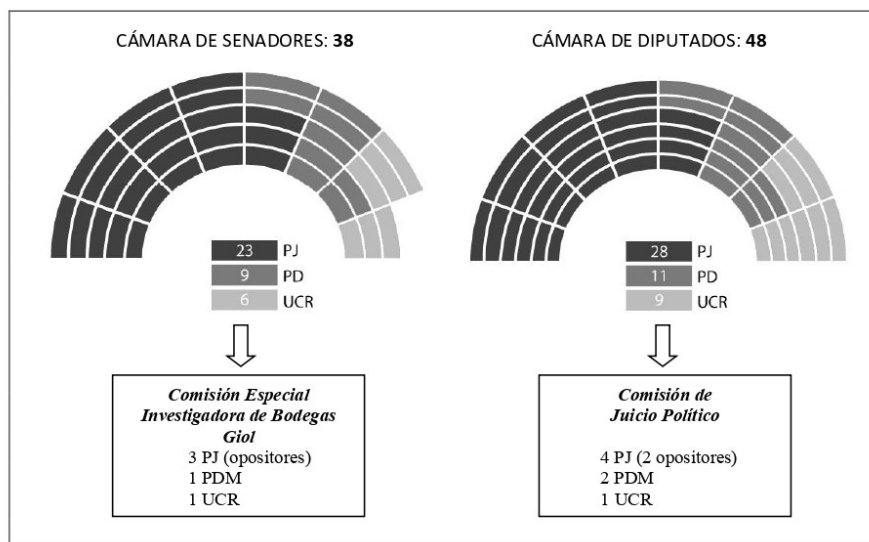 CÁMARA DE SENADORES: 38
23 PJ
9 PD
6 UCR
Comisión Especial
Investigadora de Bodegas
Giol
3 PJ (opositores)
1 PDM
1 UCR
CÁMARA DE DIPUTADOS: 48
28 PJ
11 PD
9 UCR
Comisión de
Juicio Político
4 PJ (2 opositores)
2 PDM
1 UCR